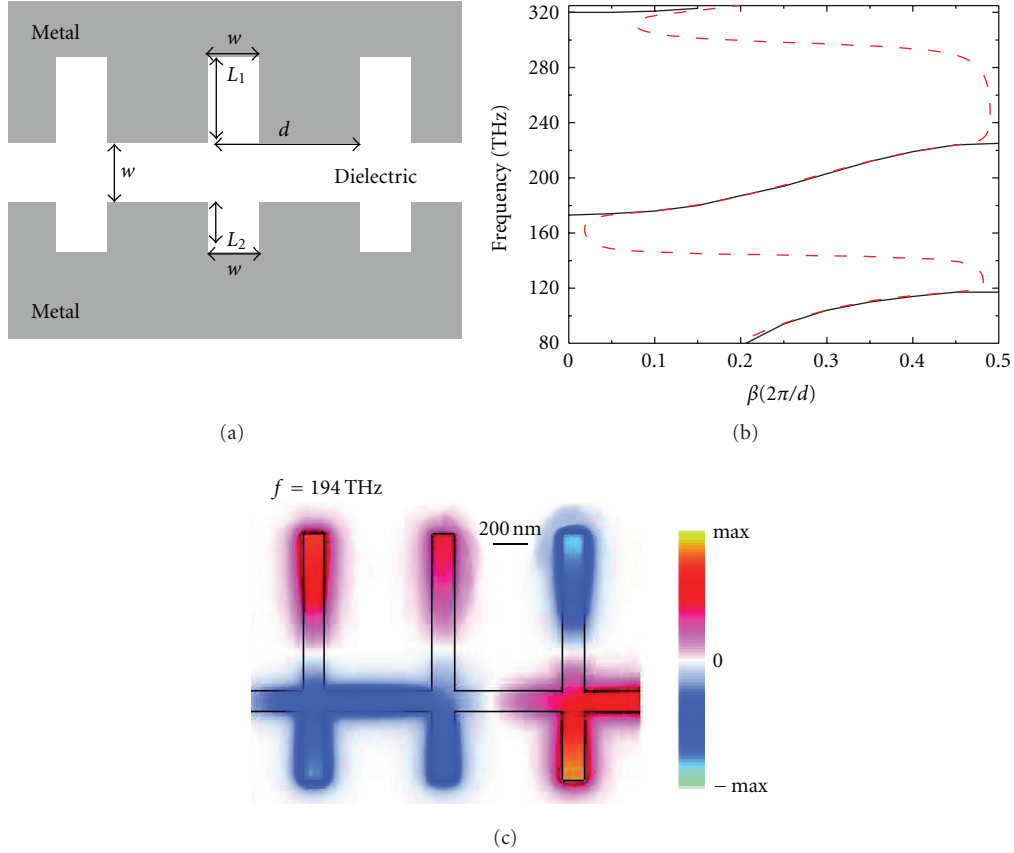 Metal
w
L1
d
w
Dielectric
L2
w
Metal
(a)
Frequency (THz)
320
280
240
200
160
120
80
0 0.1 0.2 0.3 0.4 0.5
β(2π/d)
(b)
f = 194 THz
200 nm
max
0
− max
(c)